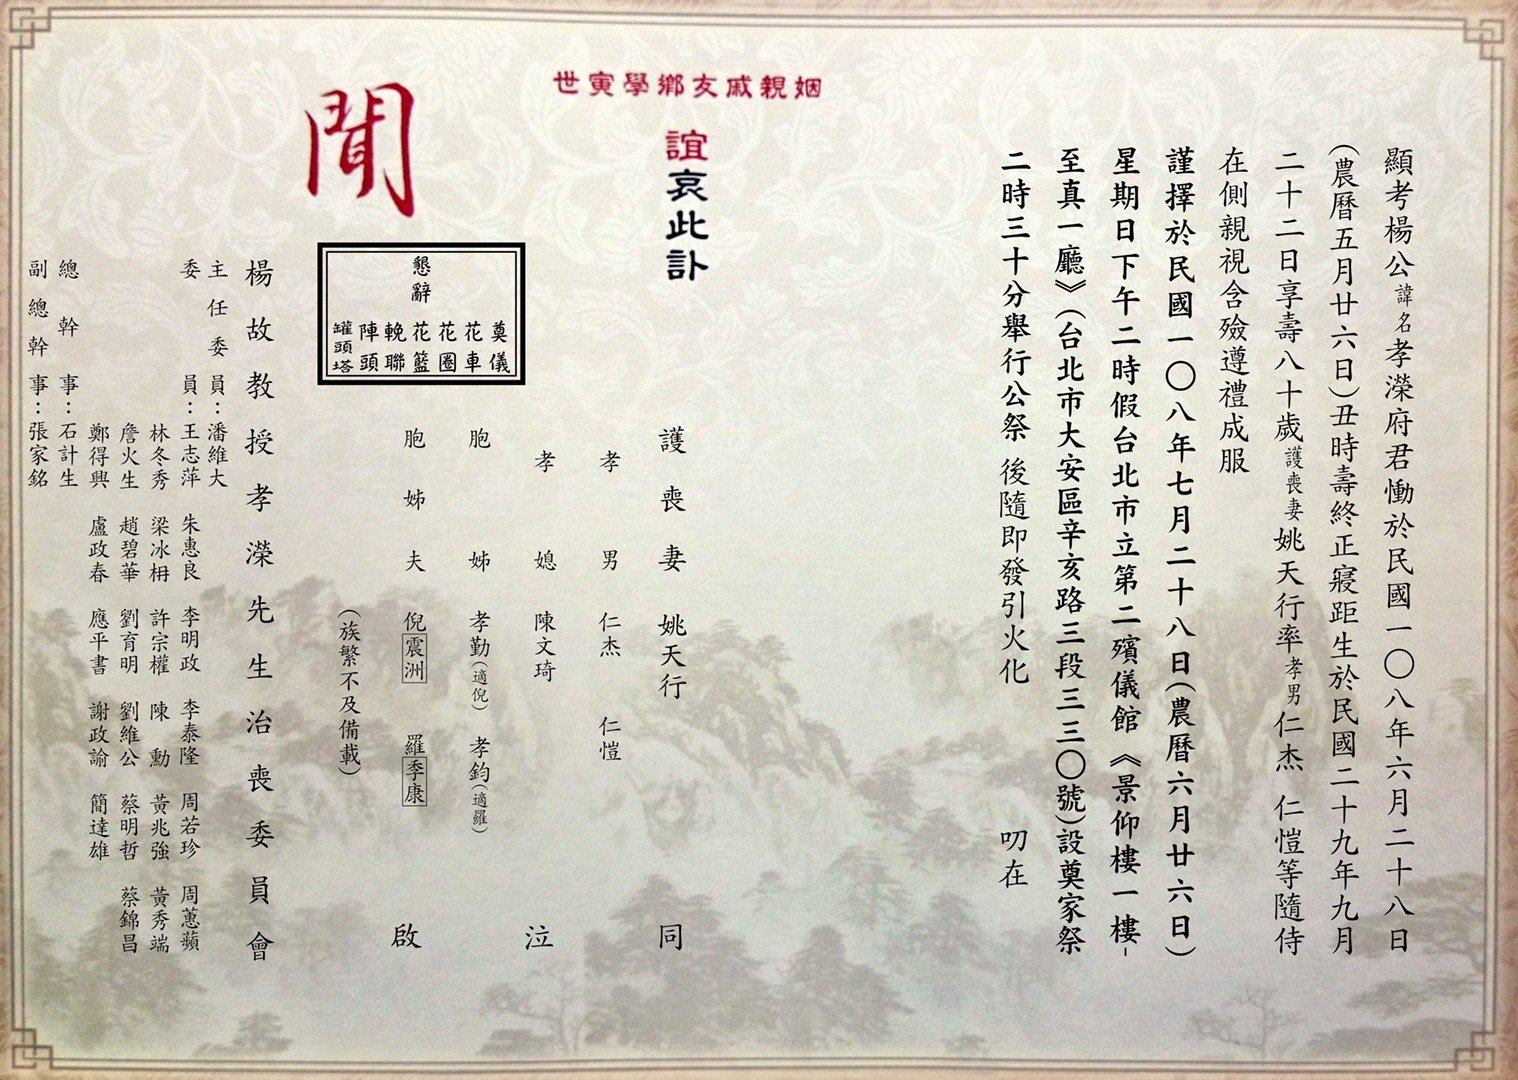 顯考楊公諱名孝濚府君慟於民國一〇八年六月二十八日
(農曆五月廿六日)丑時壽終正寢距生於民國二十九年九月
二十二日享壽八十歲護喪妻姚天行率孝男仁杰 仁愷等隨侍
在側親視含殮遵禮成服
謹擇於民國一〇八年七月二十八日(農曆六月廿六日)
星期日下午二時假台北市立第二殯儀館《景仰樓一樓-
至真一廳》(台北市大安區辛亥路三段三三〇號)設奠家祭
二時三十分舉行公祭 後隨即發引火化 叨在
姻親戚友鄉學寅世
誼哀此訃
聞
護喪妻 姚天行
孝男 仁杰 仁愷
孝媳 陳文琦
胞姊 孝勤(適倪) 孝鈞(適羅)
胞姊夫 倪震洲 羅季康
(族繁不及備載)
同泣啟
懇辭
奠儀
花車
花圈
花籃
輓聯
陣頭
罐頭塔
楊故教授孝濚先生治喪委員會
主任委員:潘維大
委員:王志萍 朱惠良 李明政 李泰隆 周若珍 周蕙蘋
林冬秀 梁冰枏 許宗權 陳勳 黃兆強 黃秀端
詹火生 趙碧華 劉育明 劉維公 蔡明哲 蔡錦昌
鄭得興 盧政春 應平書 謝政諭 簡達雄
總幹事:石計生
副總幹事:張家銘